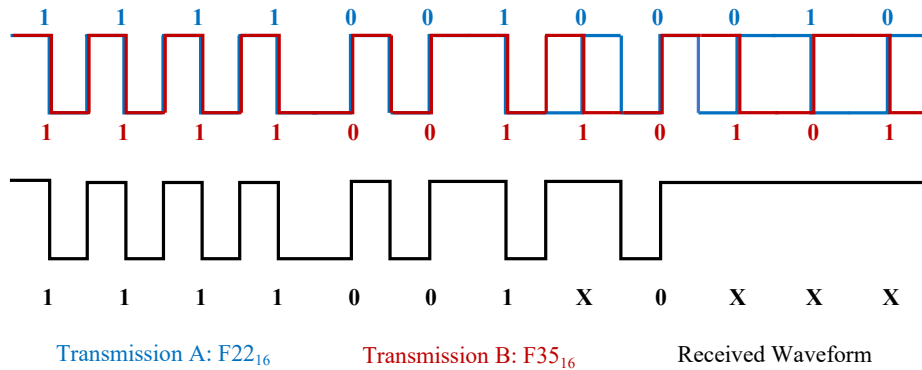 1 1 1 1 0 0 1 0 0 0 1 0
1 1 1 1 0 0 1 1 0 1 0 1
1 1 1 1 0 0 1 X 0 X X X
Transmission A: F22₁₆ Transmission B: F35₁₆ Received Waveform